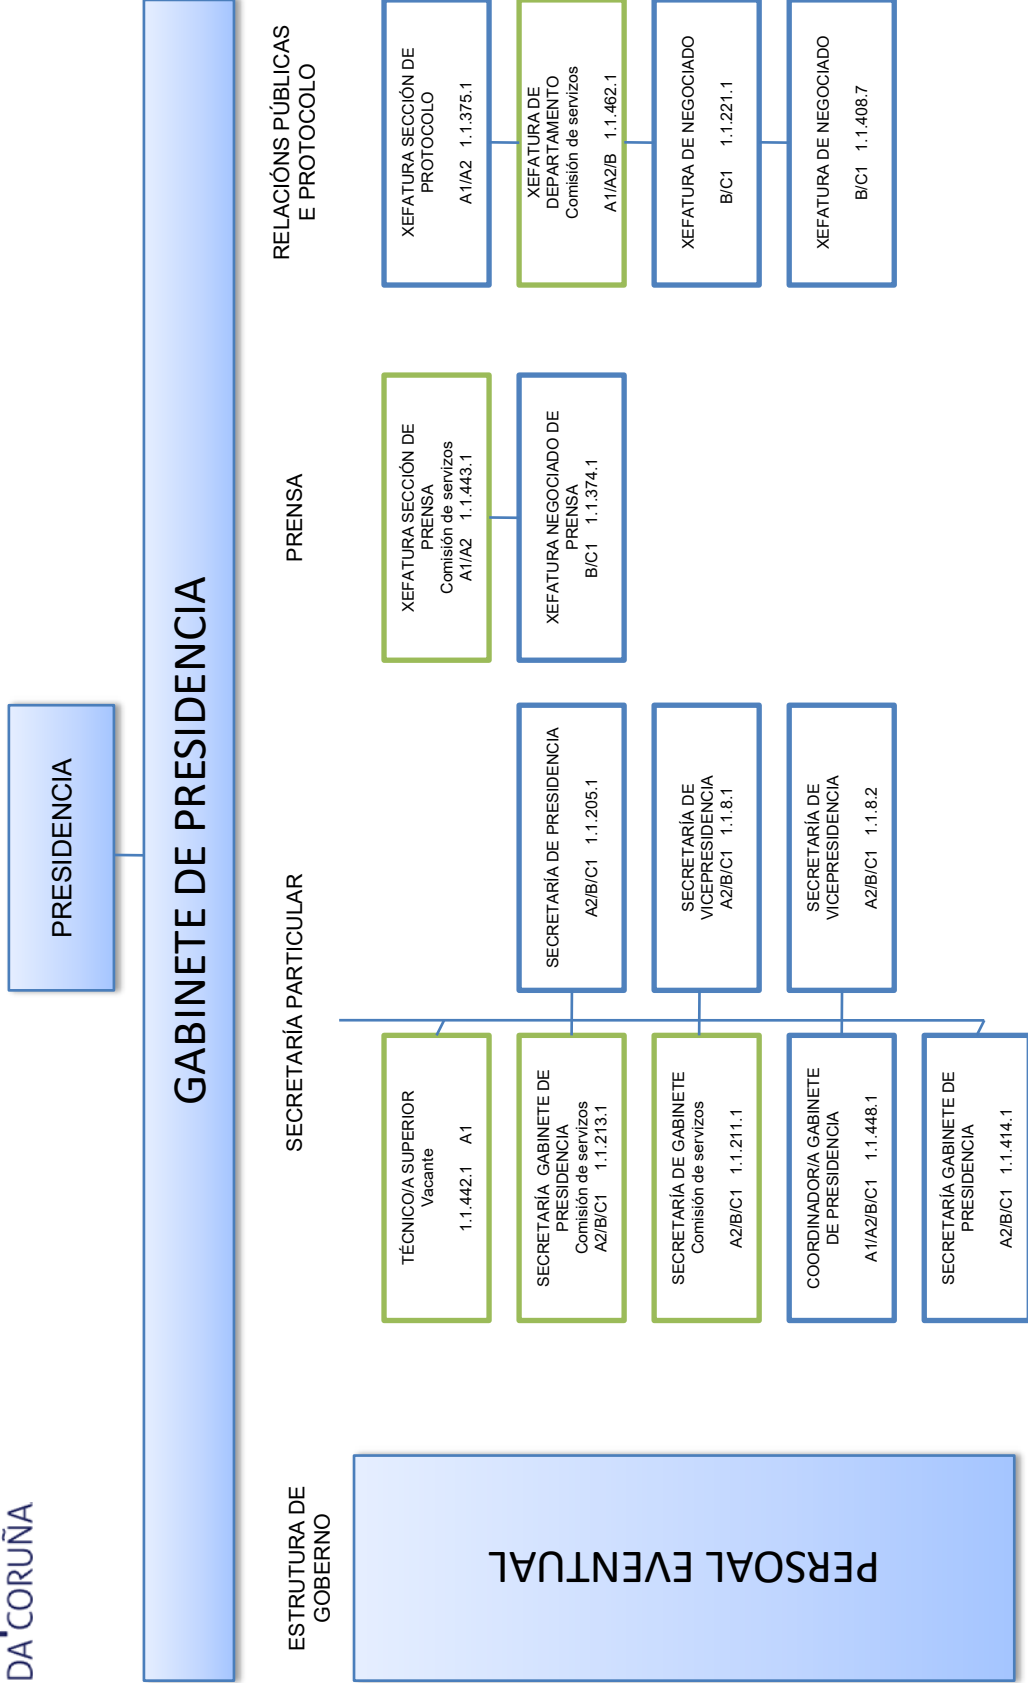 DA CORUÑA
PRESIDENCIA
GABINETE DE PRESIDENCIA
ESTRUTURA DE
GOBERNO
PERSOAL EVENTUAL
SECRETARÍA PARTICULAR
TÉCNICO/A SUPERIOR
Vacante
1.1.442.1 A1
SECRETARÍA GABINETE DE
PRESIDENCIA
Comisión de servizos
A2/B/C1 1.1.213.1
SECRETARÍA DE GABINETE
Comisión de servizos
A2/B/C1 1.1.211.1
COORDINADOR/A GABINETE
DE PRESIDENCIA
A1/A2/B/C1 1.1.448.1
SECRETARÍA GABINETE DE
PRESIDENCIA
A2/B/C1 1.1.414.1
SECRETARÍA DE PRESIDENCIA
A2/B/C1 1.1.205.1
SECRETARÍA DE
VICEPRESIDENCIA
A2/B/C1 1.1.8.1
SECRETARÍA DE
VICEPRESIDENCIA
A2/B/C1 1.1.8.2
PRENSA
XEFATURA SECCIÓN DE
PRENSA
Comisión de servizos
A1/A2 1.1.443.1
XEFATURA NEGOCIADO DE
PRENSA
B/C1 1.1.374.1
RELACIÓNS PÚBLICAS
E PROTOCOLO
XEFATURA SECCIÓN DE
PROTOCOLO
A1/A2 1.1.375.1
XEFATURA DE
DEPARTAMENTO
Comisión de servizos
A1/A2/B 1.1.462.1
XEFATURA DE NEGOCIADO
B/C1 1.1.221.1
XEFATURA DE NEGOCIADO
B/C1 1.1.408.7